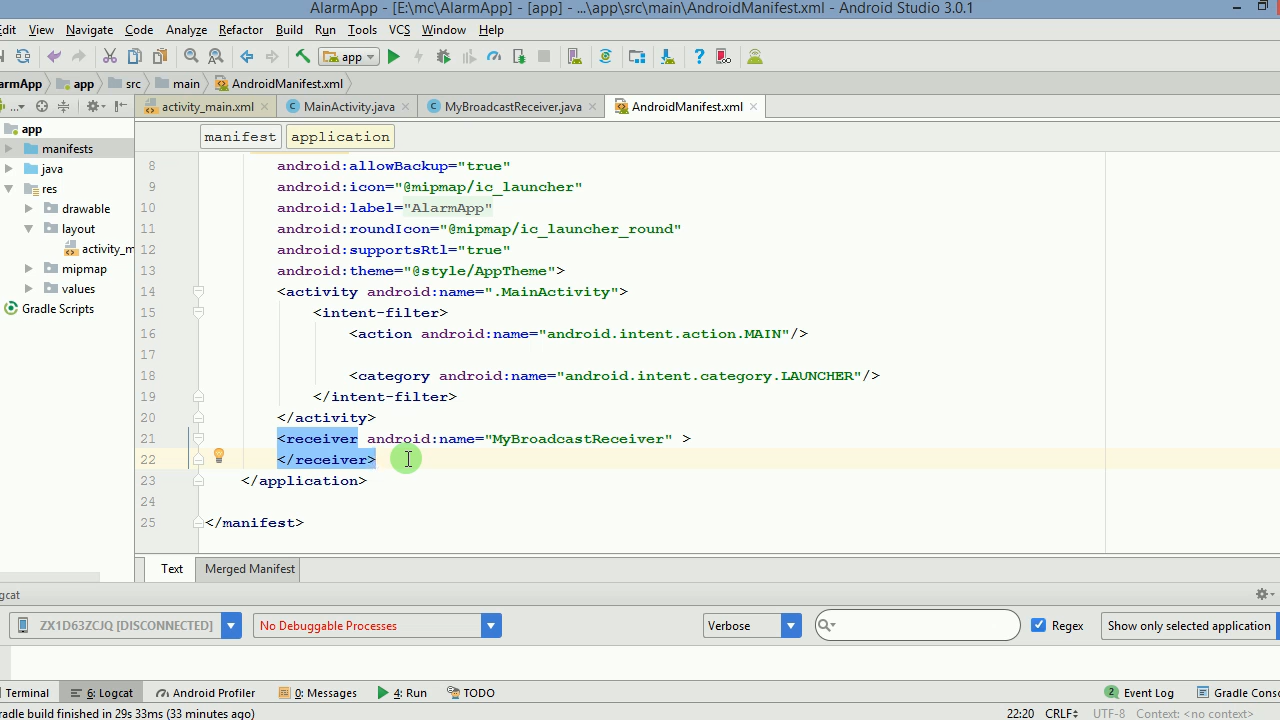 AlarmApp - [E:\mc\AlarmApp] - [app] - ...\app\src\main\AndroidManifest.xml - Android Studio 3.0.1
dit View Navigate Code Analyze Refactor Build Run Tools VCS Window Help
app
armApp app src main AndroidManifest.xml
... activity_main.xml MainActivity.java MyBroadcastReceiver.java AndroidManifest.xml
app
manifests
java
res
drawable
layout
activity_m
mipmap
values
Gradle Scripts
manifest application
8 android:allowBackup="true"
9 android:icon="@mipmap/ic_launcher"
10 android:label="AlarmApp"
11 android:roundIcon="@mipmap/ic_launcher_round"
12 android:supportsRtl="true"
13 android:theme="@style/AppTheme">
14 <activity android:name=".MainActivity">
15 <intent-filter>
16 <action android:name="android.intent.action.MAIN"/>
17
18 <category android:name="android.intent.category.LAUNCHER"/>
19 </intent-filter>
20 </activity>
21 <receiver android:name="MyBroadcastReceiver" >
22 </receiver>
23 </application>
24
25 </manifest>
Text Merged Manifest
gcat
ZX1D63ZCJQ [DISCONNECTED] No Debuggable Processes Verbose Regex Show only selected application
Terminal 6: Logcat Android Profiler 0: Messages 4: Run TODO 2 Event Log Gradle Conso
radle build finished in 29s 33ms (33 minutes ago) 22:20 CRLF UTF-8 Context: <no context>